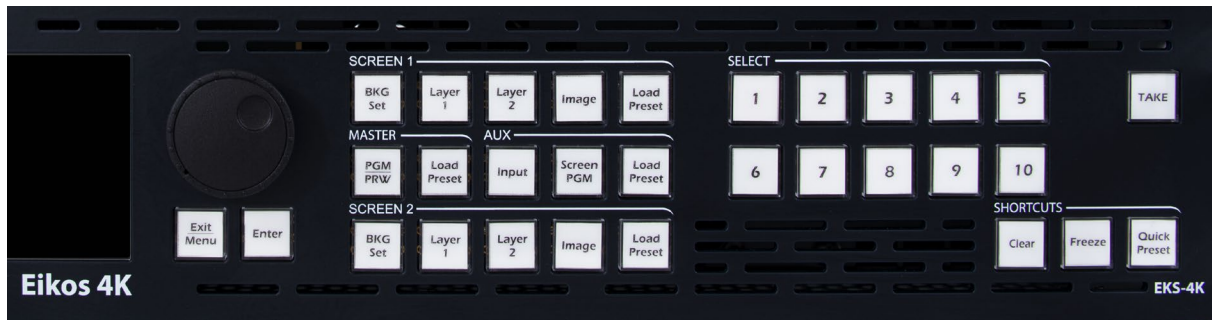 SCREEN 1
BKG
Set
Layer
1
Layer
2
Image
Load
Preset
MASTER
PGM
PRW
Load
Preset
AUX
Input
Screen
PGM
Load
Preset
SCREEN 2
BKG
Set
Layer
1
Layer
2
Image
Load
Preset
Exit
Menu
Enter
SELECT
1
2
3
4
5
6
7
8
9
10
TAKE
SHORTCUTS
Clear
Freeze
Quick
Preset
Eikos 4K
EKS-4K